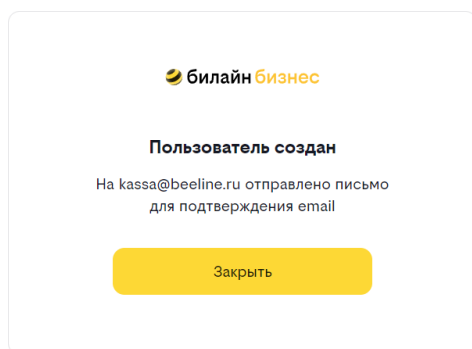 билайн бизнес
Пользователь создан
На kassa@beeline.ru отправлено письмо
для подтверждения email
Закрыть